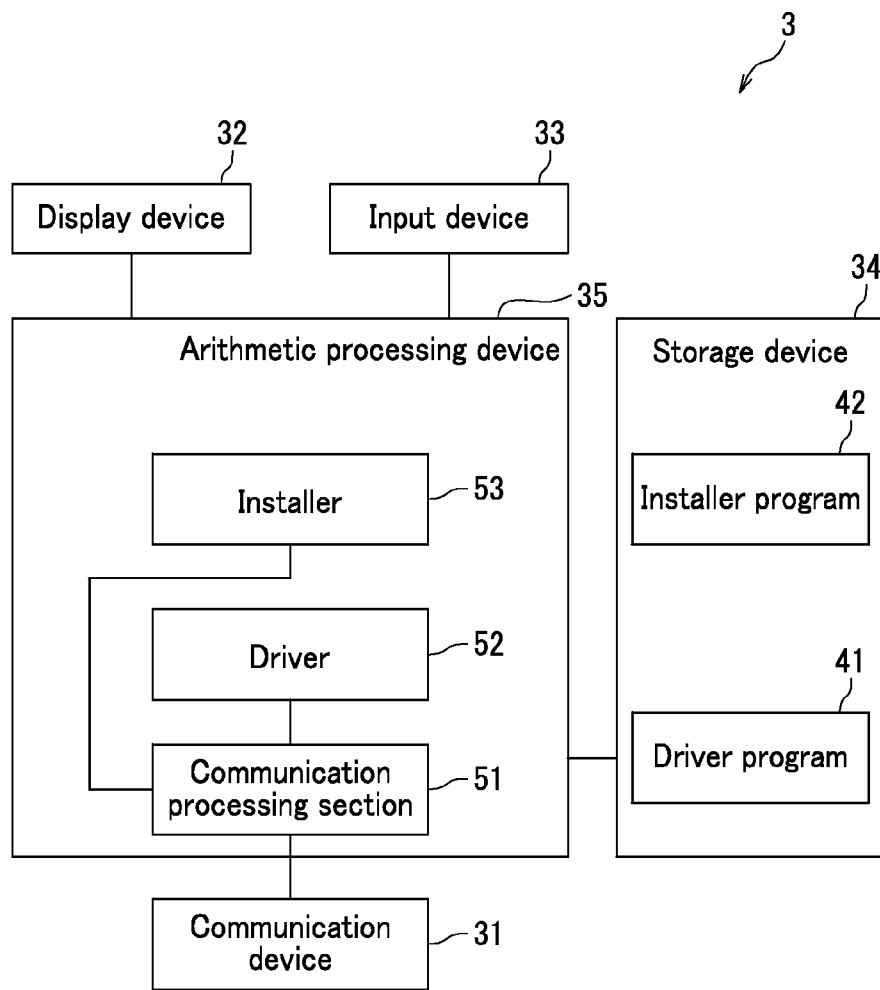 3
32
33
Display device
Input device
35
34
Arithmetic processing device
Storage device
42
Installer
53
Installer program
52
Driver
41
Driver program
Communication
processing section
51
Communication
device
31